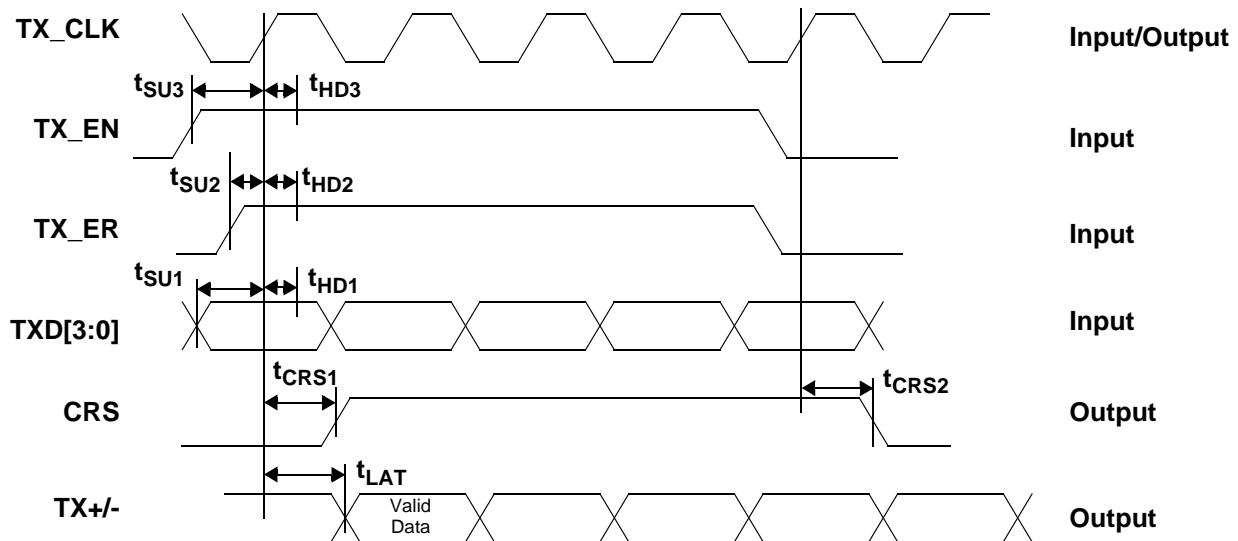 TX_CLK
Input/Output
tSU3
tHD3
TX_EN
Input
tSU2
tHD2
TX_ER
Input
tSU1
tHD1
TXD[3:0]
Input
tCRS1
tCRS2
CRS
Output
tLAT
TX+/-
Valid
Data
Output